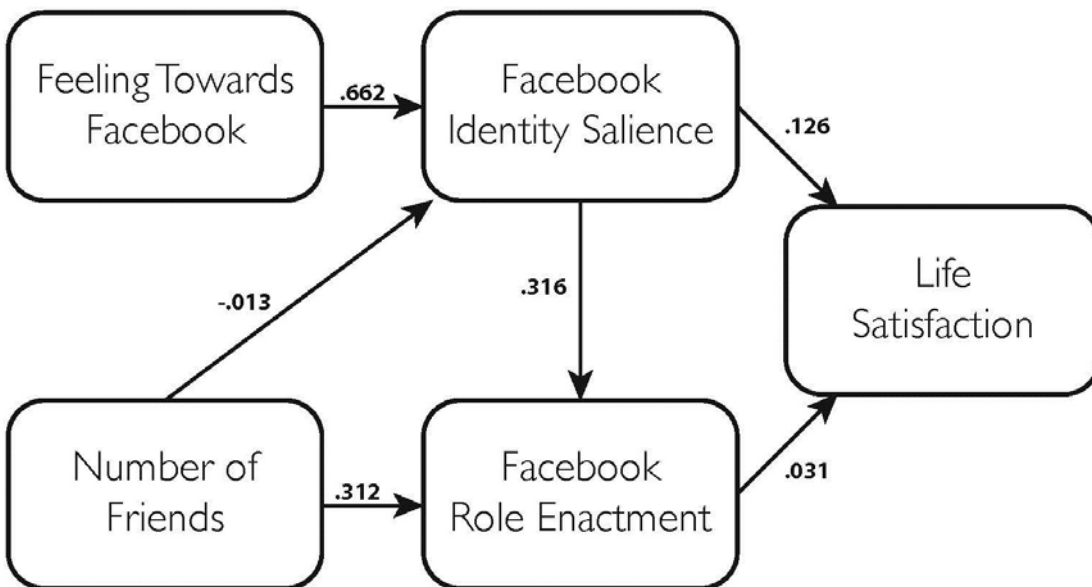 Feeling Towards
Facebook
.662
Facebook
Identity Salience
.126
-.013
.316
Life
Satisfaction
Number of
Friends
.312
Facebook
Role Enactment
.031